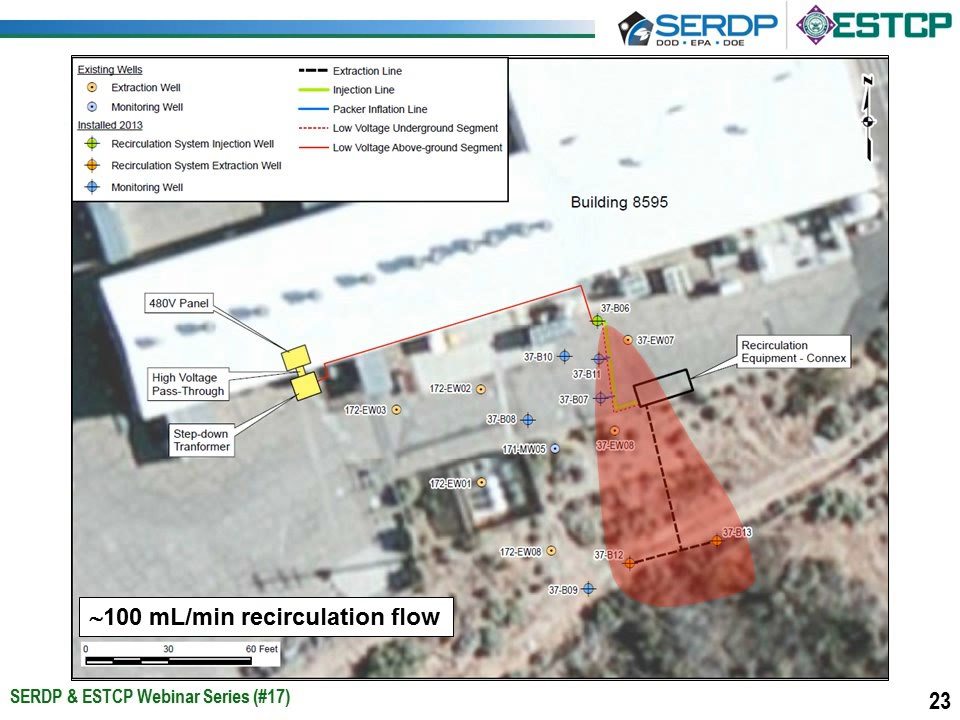 SERDP
DOD • EPA • DOE
ESTCP
Existing Wells
Extraction Well
Monitoring Well
Installed 2013
Recirculation System Injection Well
Recirculation System Extraction Well
Monitoring Well
Extraction Line
Injection Line
Packer Inflation Line
Low Voltage Underground Segment
Low Voltage Above-ground Segment
N
Building 8595
480V Panel
High Voltage
Pass-Through
Step-down
Tranformer
37-B06
37-EW07
37-B10
37-B11
Recirculation
Equipment - Connex
172-EW02
37-B07
172-EW03
37-B08
37-EW08
171-MW05
172-EW01
37-B13
172-EW08
37-B12
37-B09
~100 mL/min recirculation flow
0 30 60 Feet
SERDP & ESTCP Webinar Series (#17)
23